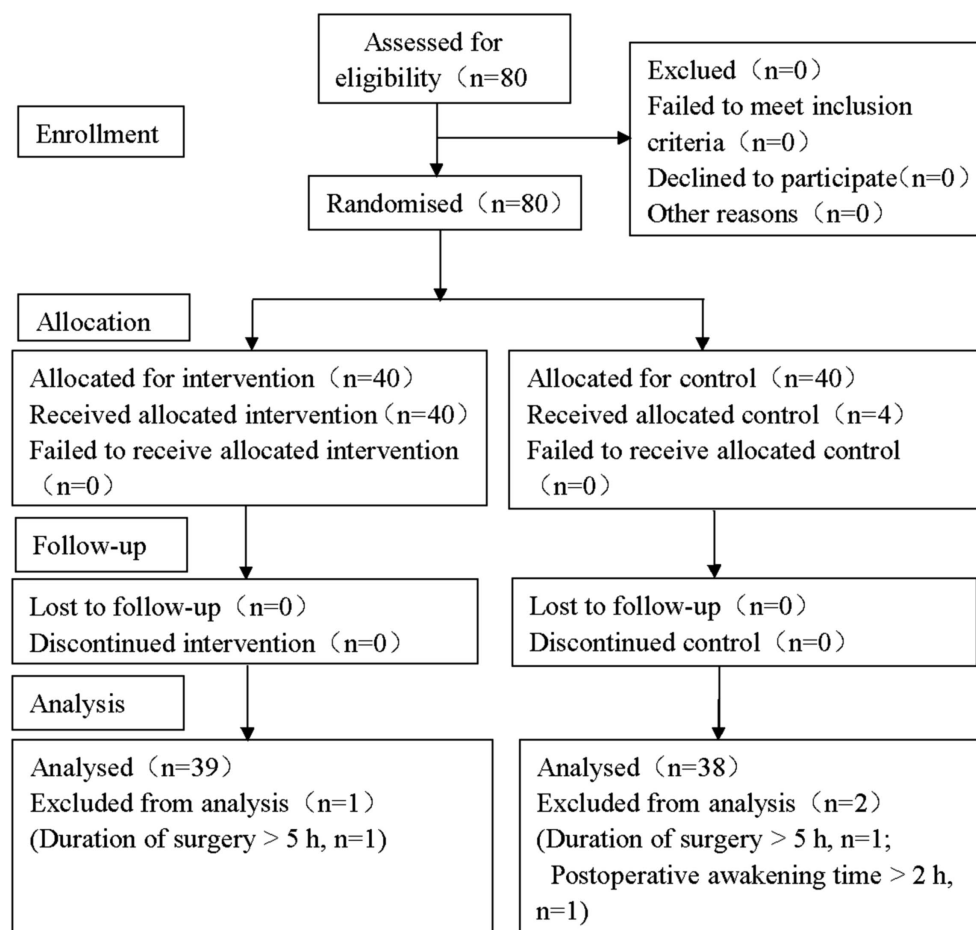 Assessed for
eligibility（n=80
Exclued（n=0）
Failed to meet inclusion
criteria（n=0）
Declined to participate（n=0）
Other reasons（n=0）
Enrollment
Randomised（n=80）
Allocation
Allocated for intervention（n=40）
Received allocated intervention（n=40）
Failed to receive allocated intervention
（n=0）
Allocated for control（n=40）
Received allocated control（n=4）
Failed to receive allocated control
（n=0）
Follow-up
Lost to follow-up（n=0）
Discontinued intervention（n=0）
Lost to follow-up（n=0）
Discontinued control（n=0）
Analysis
Analysed（n=39）
Excluded from analysis（n=1）
(Duration of surgery > 5 h, n=1)
Analysed（n=38）
Excluded from analysis（n=2）
(Duration of surgery > 5 h, n=1;
Postoperative awakening time > 2 h,
n=1)